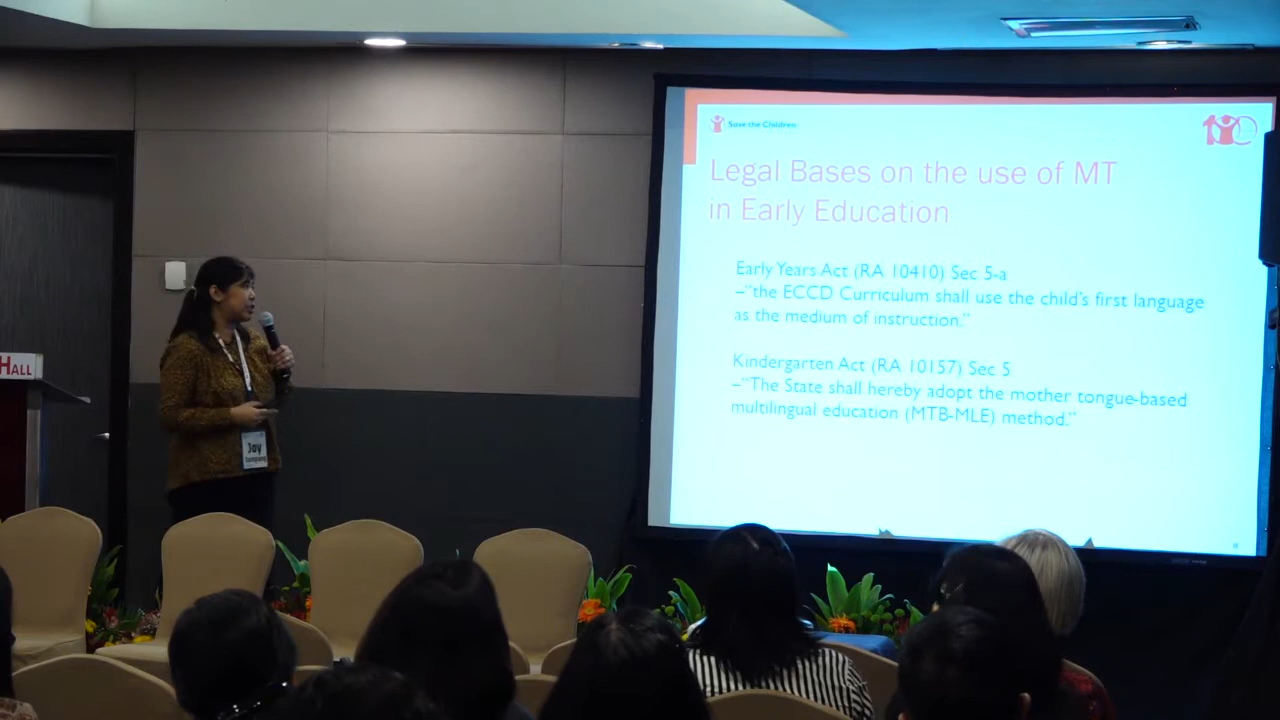 Save the Children
100
Legal Bases on the use of MT
in Early Education
Early Years Act (RA 10410) Sec 5-a
–"the ECCD Curriculum shall use the child's first language
as the medium of instruction."
Kindergarten Act (RA 10157) Sec 5
–"The State shall hereby adopt the mother tongue-based
multilingual education (MTB-MLE) method."
HALL
Joy